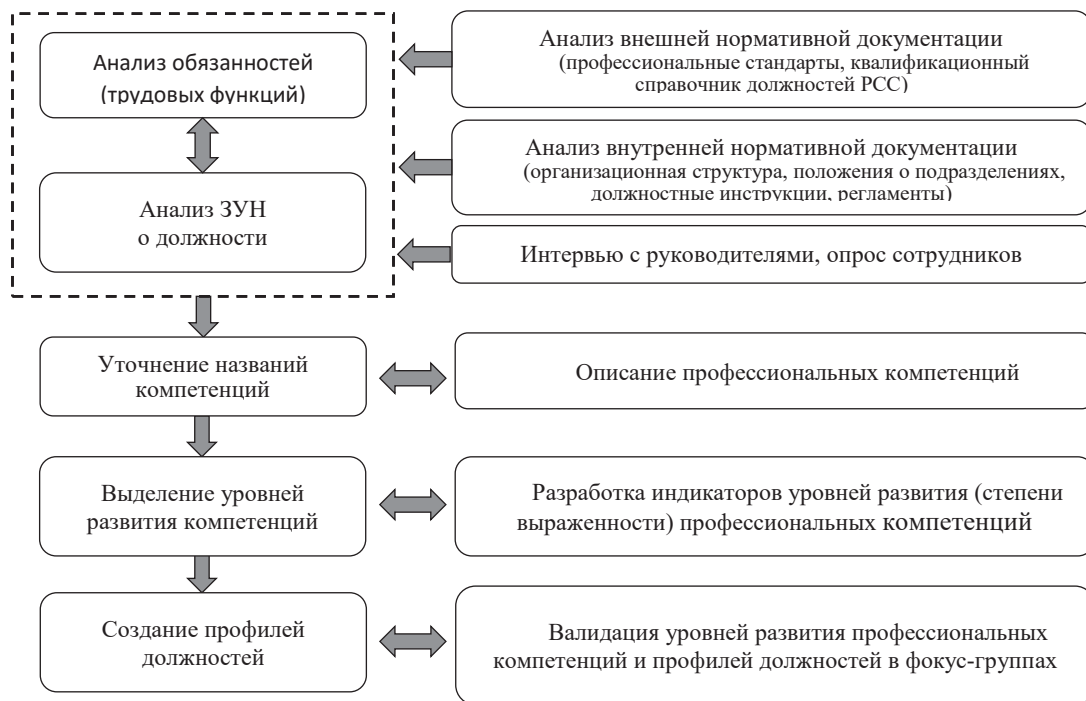 Анализ обязанностей
(трудовых функций)
Анализ внешней нормативной документации
(профессиональные стандарты, квалификационный
справочник должностей РСС)
Анализ внутренней нормативной документации
(организационная структура, положения о подразделениях,
должностные инструкции, регламенты)
Анализ ЗУН
о должности
Интервью с руководителями, опрос сотрудников
Уточнение названий
компетенций
Описание профессиональных компетенций
Выделение уровней
развития компетенций
Разработка индикаторов уровней развития (степени
выраженности) профессиональных компетенций
Создание профилей
должностей
Валидация уровней развития профессиональных
компетенций и профилей должностей в фокус-группах